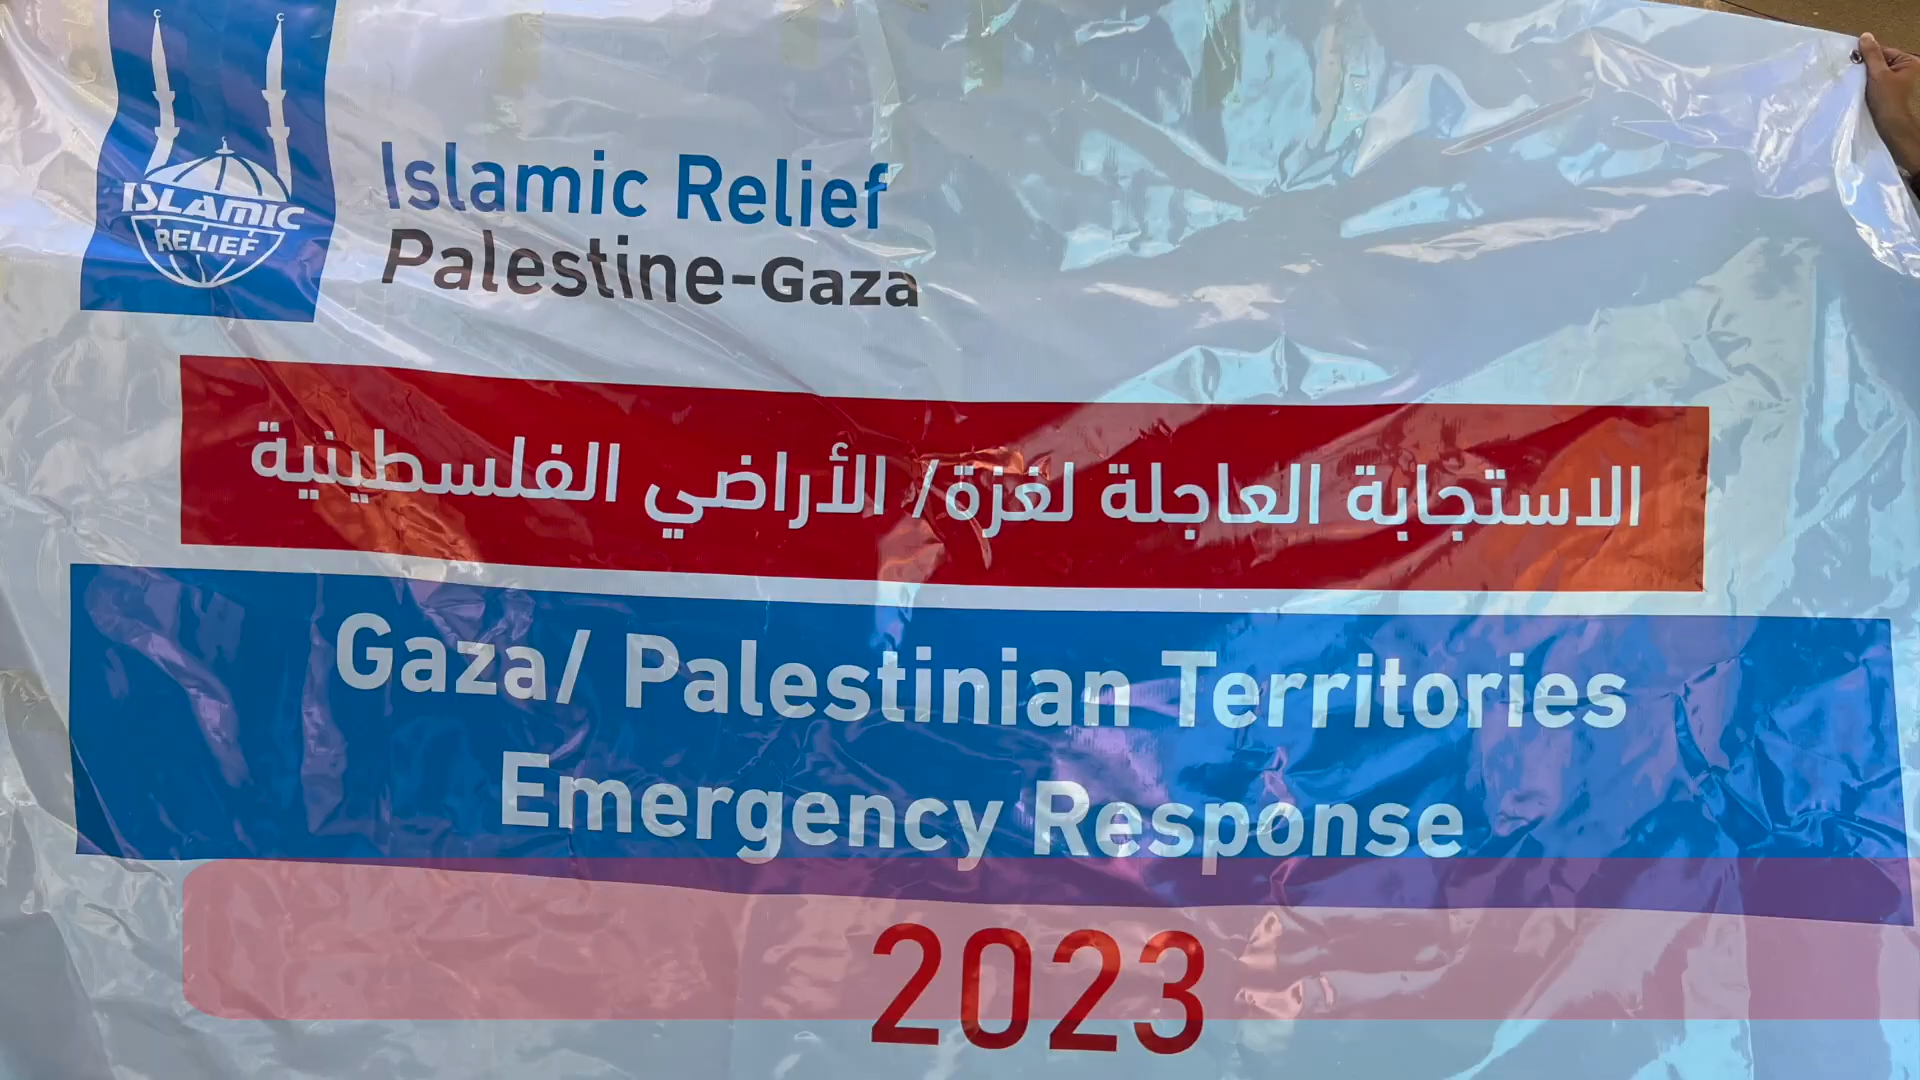 ISLAMIC
RELIEF
Islamic Relief
Palestine-Gaza
الاستجابة العاجلة لغزة/ الأراضي الفلسطينية
Gaza/ Palestinian Territories
Emergency Response
2023